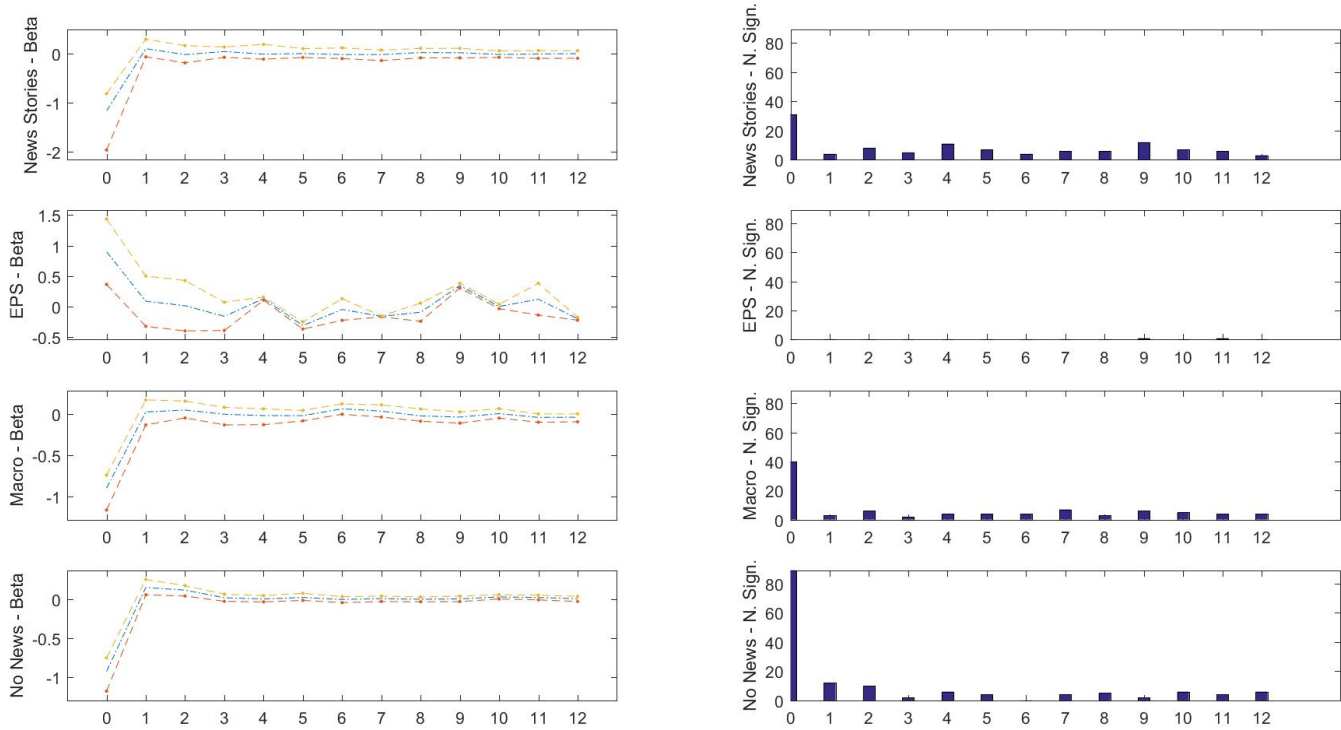 News Stories - Beta
0
-1
-2
0 1 2 3 4 5 6 7 8 9 10 11 12
News Stories - N. Sign.
80
60
40
20
0
0 1 2 3 4 5 6 7 8 9 10 11 12
EPS - Beta
1.5
1
0.5
0
-0.5
0 1 2 3 4 5 6 7 8 9 10 11 12
EPS - N. Sign.
80
60
40
20
0
0 1 2 3 4 5 6 7 8 9 10 11 12
Macro - Beta
0
-0.5
-1
0 1 2 3 4 5 6 7 8 9 10 11 12
Macro - N. Sign.
80
60
40
20
0
0 1 2 3 4 5 6 7 8 9 10 11 12
No News - Beta
0
-0.5
-1
0 1 2 3 4 5 6 7 8 9 10 11 12
No News - N. Sign.
80
60
40
20
0
0 1 2 3 4 5 6 7 8 9 10 11 12